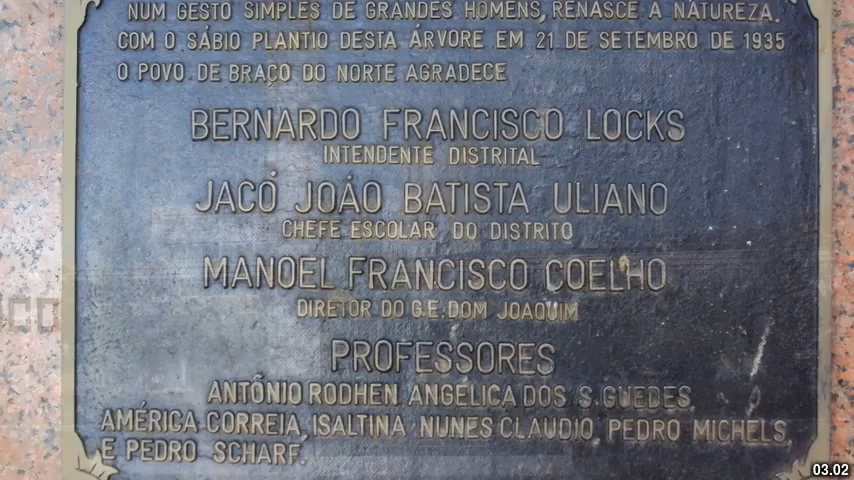 NUM GESTO SIMPLES DE GRANDES HOMENS, RENASCE A NATUREZA.
COM O SÁBIO PLANTIO DESTA ÁRVORE EM 21 DE SETEMBRO DE 1935
O POVO DE BRAÇO DO NORTE AGRADECE
BERNARDO FRANCISCO LOCKS
INTENDENTE DISTRITAL
JACÓ JOÃO BATISTA ULIANO
CHEFE ESCOLAR DO DISTRITO
MANOEL FRANCISCO COELHO
DIRETOR DO G.E. DOM JOAQUIM
PROFESSORES
ANTÔNIO RODHEN ANGÉLICA DOS S. GUEDES
AMÉRICA CORREIA, ISALTINA NUNES CLAUDIO PEDRO MICHELS
E PEDRO SCHARF.
03.02